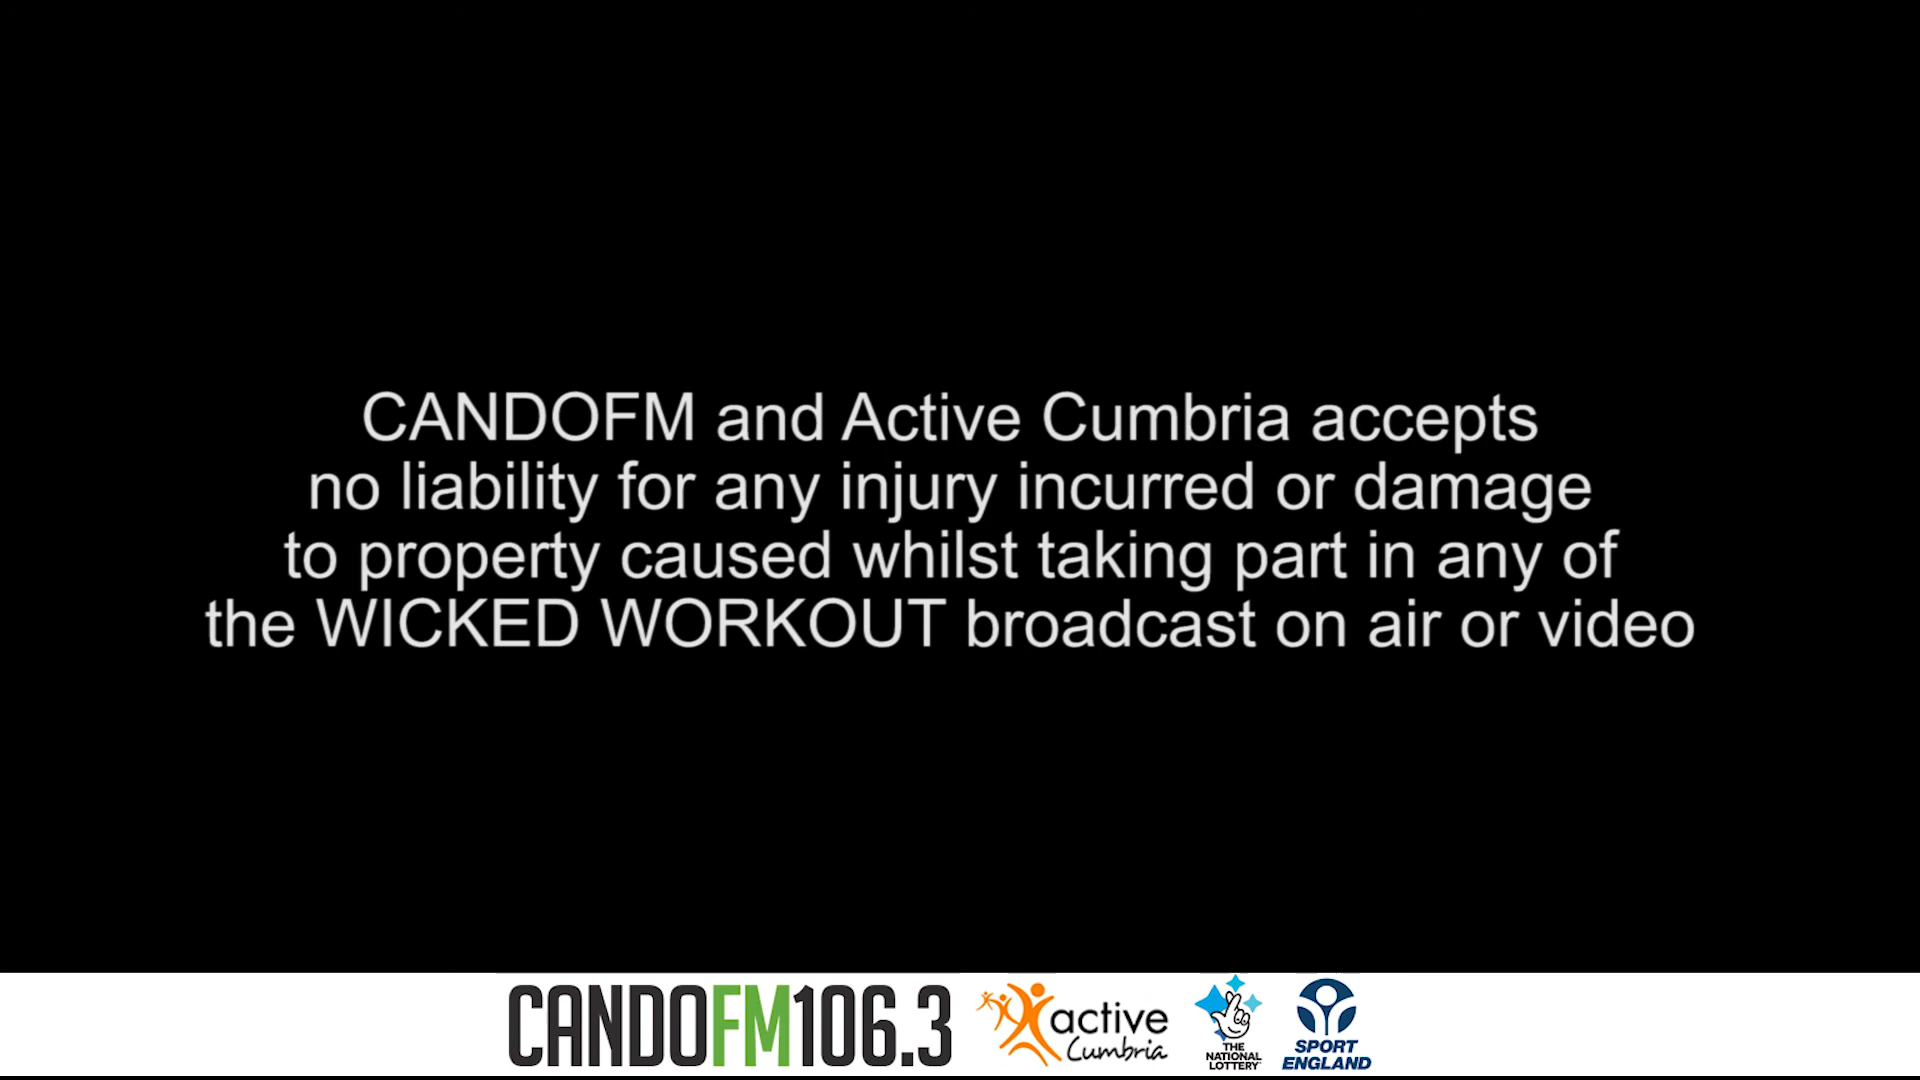 CANDOFM and Active Cumbria accepts
no liability for any injury incurred or damage
to property caused whilst taking part in any of
the WICKED WORKOUT broadcast on air or video
CANDOFM106.3
active
Cumbria
THE
NATIONAL
LOTTERY
SPORT
ENGLAND